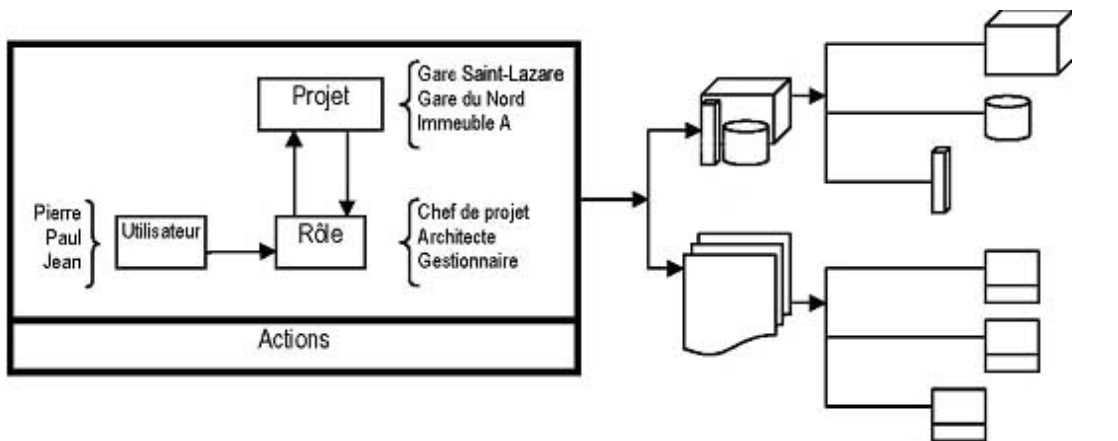 Projet
Gare Saint-Lazare
Gare du Nord
Immeuble A
Pierre
Paul
Jean
Utilisateur
Rôle
Chef de projet
Architecte
Gestionnaire
Actions